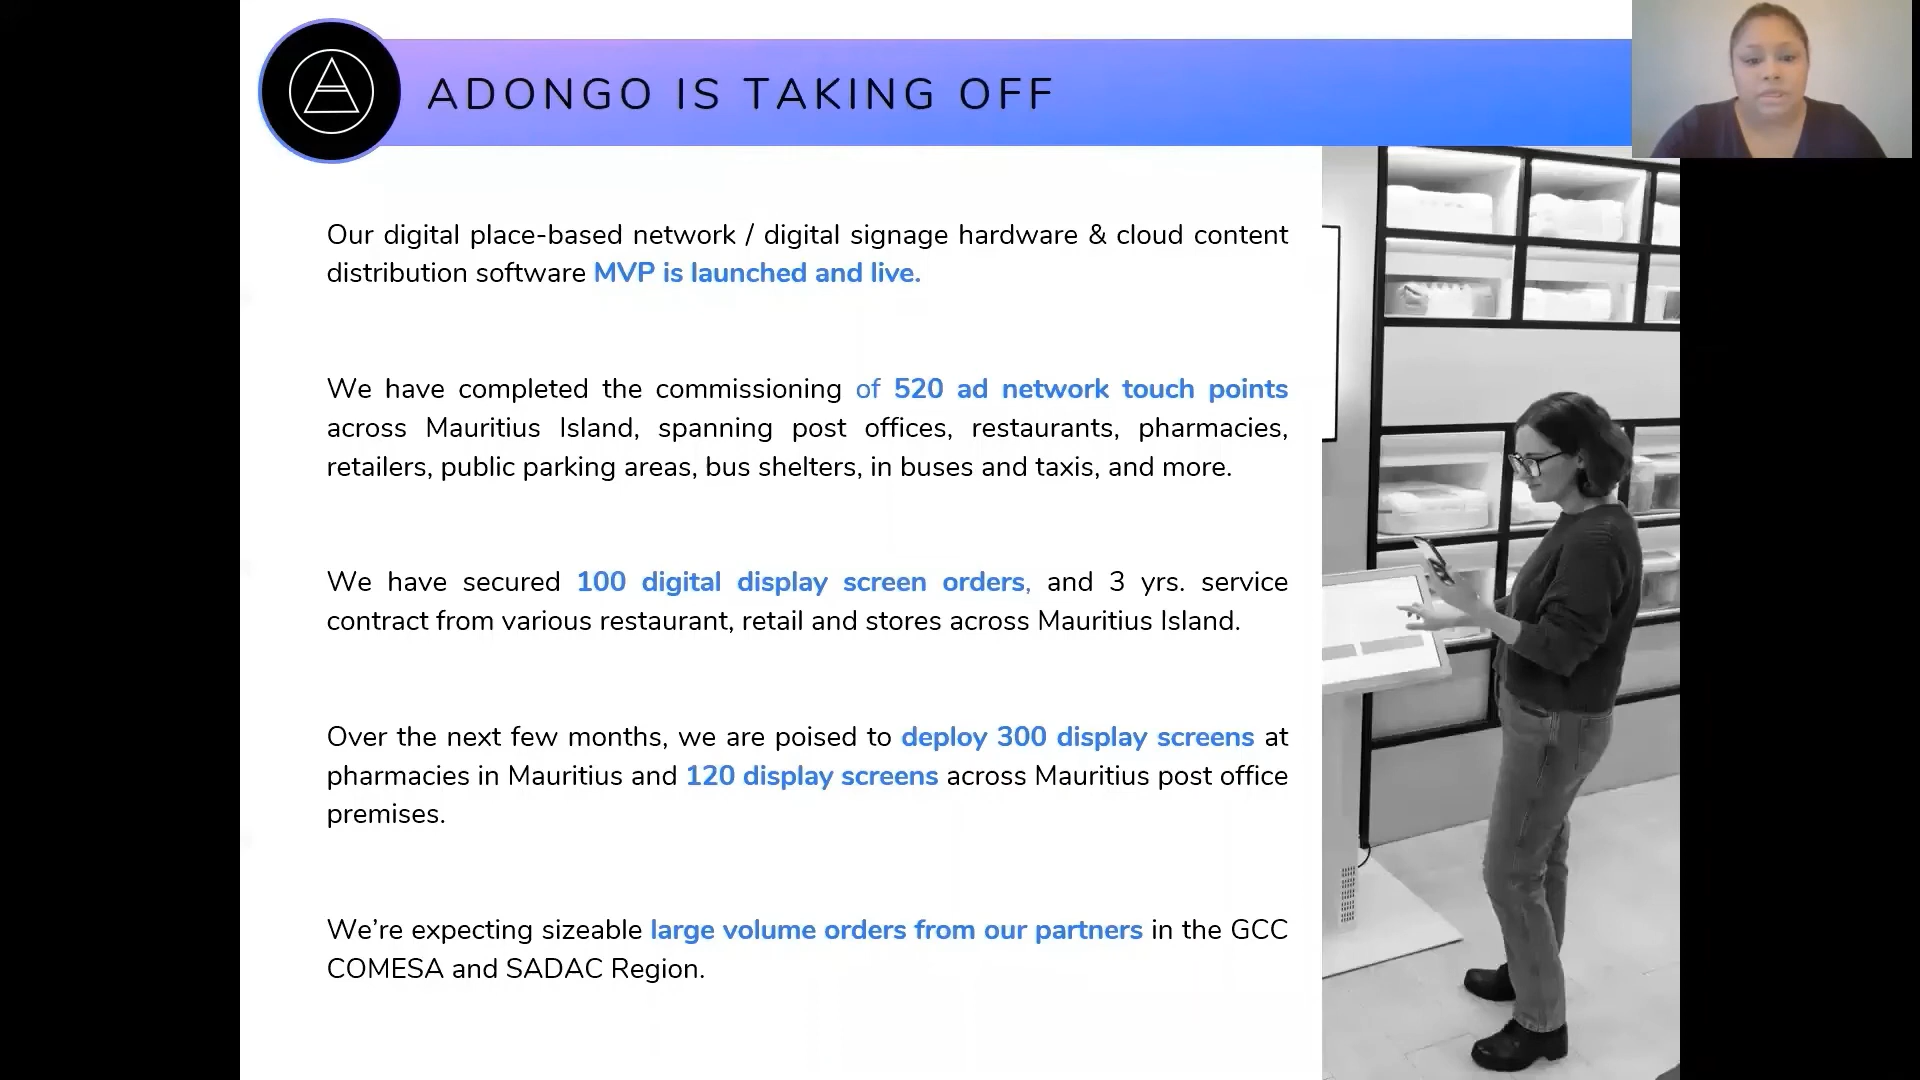 ADONGO IS TAKING OFF
Our digital place-based network / digital signage hardware & cloud content
distribution software MVP is launched and live.
We have completed the commissioning of 520 ad network touch points
across Mauritius Island, spanning post offices, restaurants, pharmacies,
retailers, public parking areas, bus shelters, in buses and taxis, and more.
We have secured 100 digital display screen orders, and 3 yrs. service
contract from various restaurant, retail and stores across Mauritius Island.
Over the next few months, we are poised to deploy 300 display screens at
pharmacies in Mauritius and 120 display screens across Mauritius post office
premises.
We’re expecting sizeable large volume orders from our partners in the GCC
COMESA and SADAC Region.